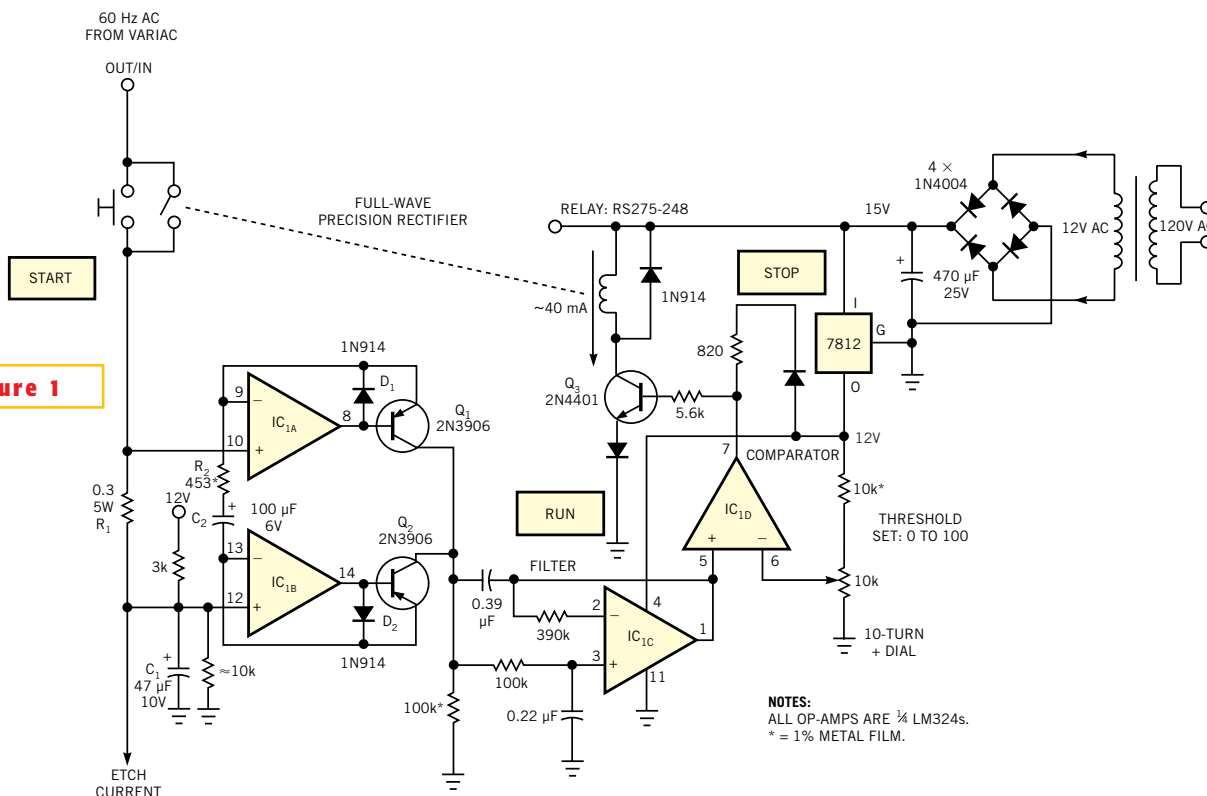 60 Hz AC
FROM VARIAC
OUT/IN
START
ure 1
FULL-WAVE
PRECISION RECTIFIER
RELAY: RS275-248
~40 mA
1N914
STOP
820
Q3
2N4401
5.6k
RUN
15V
I
G
7812
O
12V
+
470 µF
25V
4 ×
1N4004
12V AC
120V A
1N914
D1
9
−
IC1A
8
10
+
Q1
2N3906
R2
453*
12V
+
C2
100 µF
6V
0.3
5W
R1
3k
13
−
IC1B
14
12
+
Q2
2N3906
D2
1N914
+
C1
47 µF
10V
≈10k
ETCH
CURRENT
FILTER
0.39
µF
390k
100k
100k*
0.22 µF
2
−
IC1C
4
1
3
+
11
7
COMPARATOR
IC1D
+
−
5
6
10k*
THRESHOLD
SET: 0 TO 100
10k
10-TURN
+ DIAL
NOTES:
ALL OP-AMPS ARE ¼ LM324s.
* = 1% METAL FILM.